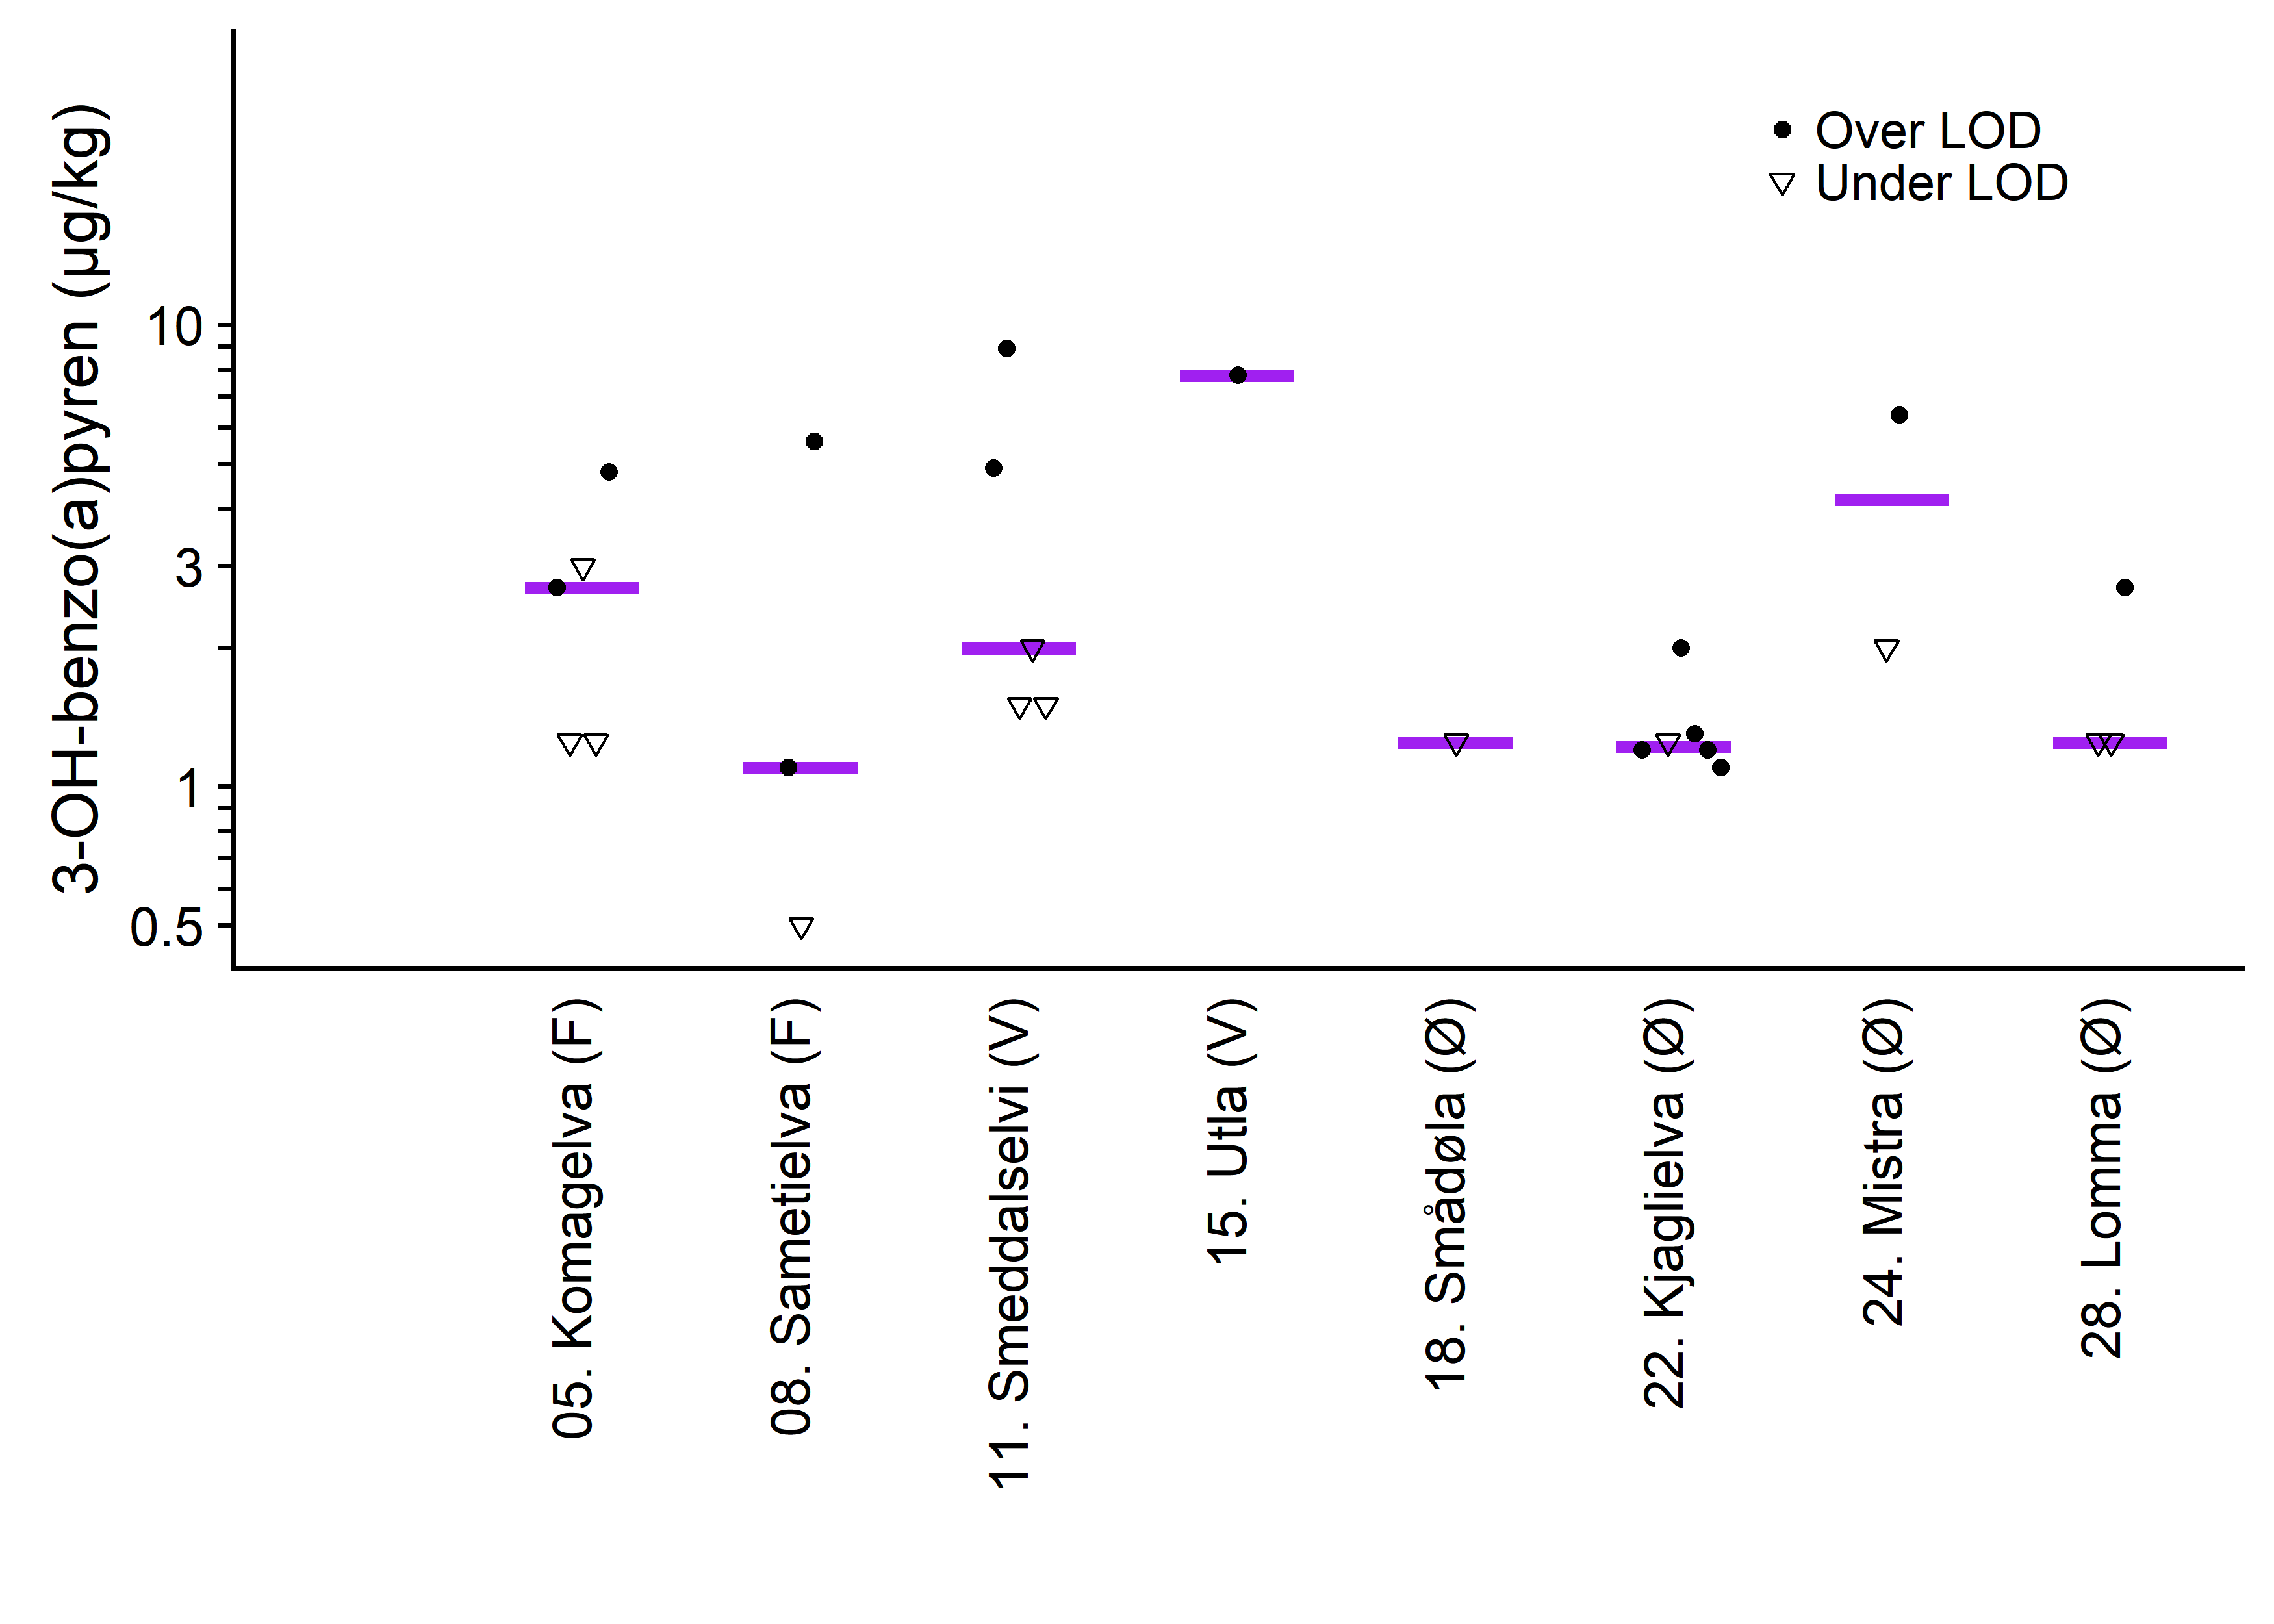 3-OH-benzo(a)pyren (µg/kg)
Over LOD
Under LOD
10
3
1
0.5
05. Komagelva (F)
08. Sametielva (F)
11. Smeddalselvi (V)
15. Utla (V)
18. Smådøla (Ø)
22. Kjaglielva (Ø)
24. Mistra (Ø)
28. Lomma (Ø)